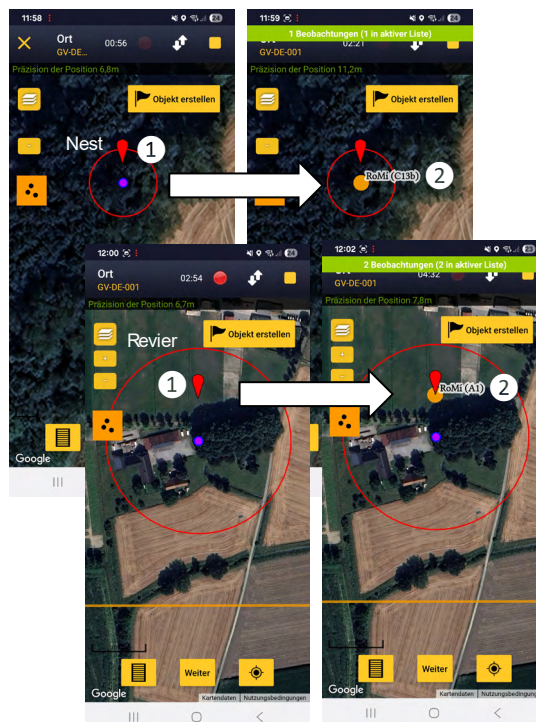 11:58
24
Ort
GV-DE...
00:56
Präzision der Position 6,8m
Objekt erstellen
Nest
1
Google
11:59
24
1 Beobachtungen (1 in aktiver Liste)
02:21
GV-DE-001
Präzision der Position 11,2m
Objekt erstellen
RoMi (C13b)
2
12:00
24
Ort
GV-DE-001
02:54
Präzision der Position 6,7m
Objekt erstellen
Revier
1
Weiter
Google
Kartendaten
Nutzungsbedingungen
12:02
23
2 Beobachtungen (2 in aktiver Liste)
04:32
GV-DE-001
Präzision der Position 7,8m
Objekt erstellen
RoMi (A1)
2
Weiter
Google
Kartendaten
Nutzungsbedingungen